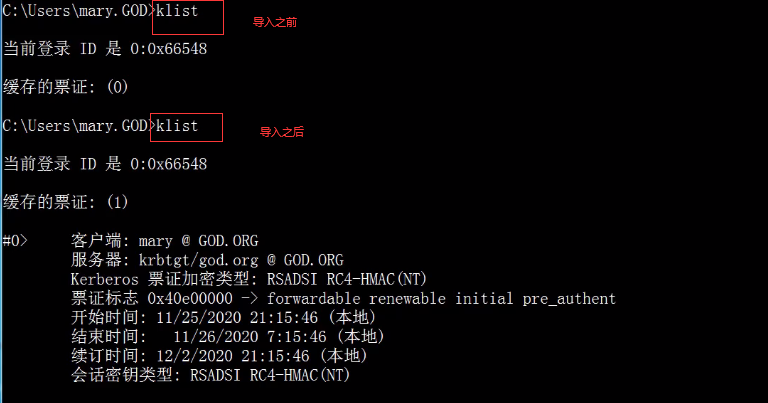 C:\Users\mary.GOD>klist
导入之前
当前登录 ID 是 0:0x66548
缓存的票证: (0)
C:\Users\mary.GOD>klist
导入之后
当前登录 ID 是 0:0x66548
缓存的票证: (1)
#0> 客户端: mary @ GOD.ORG
服务器: krbtgt/god.org @ GOD.ORG
Kerberos 票证加密类型: RSADSI RC4-HMAC(NT)
票证标志 0x40e00000 -> forwardable renewable initial pre_authent
开始时间: 11/25/2020 21:15:46 (本地)
结束时间: 11/26/2020 7:15:46 (本地)
续订时间: 12/2/2020 21:15:46 (本地)
会话密钥类型: RSADSI RC4-HMAC(NT)